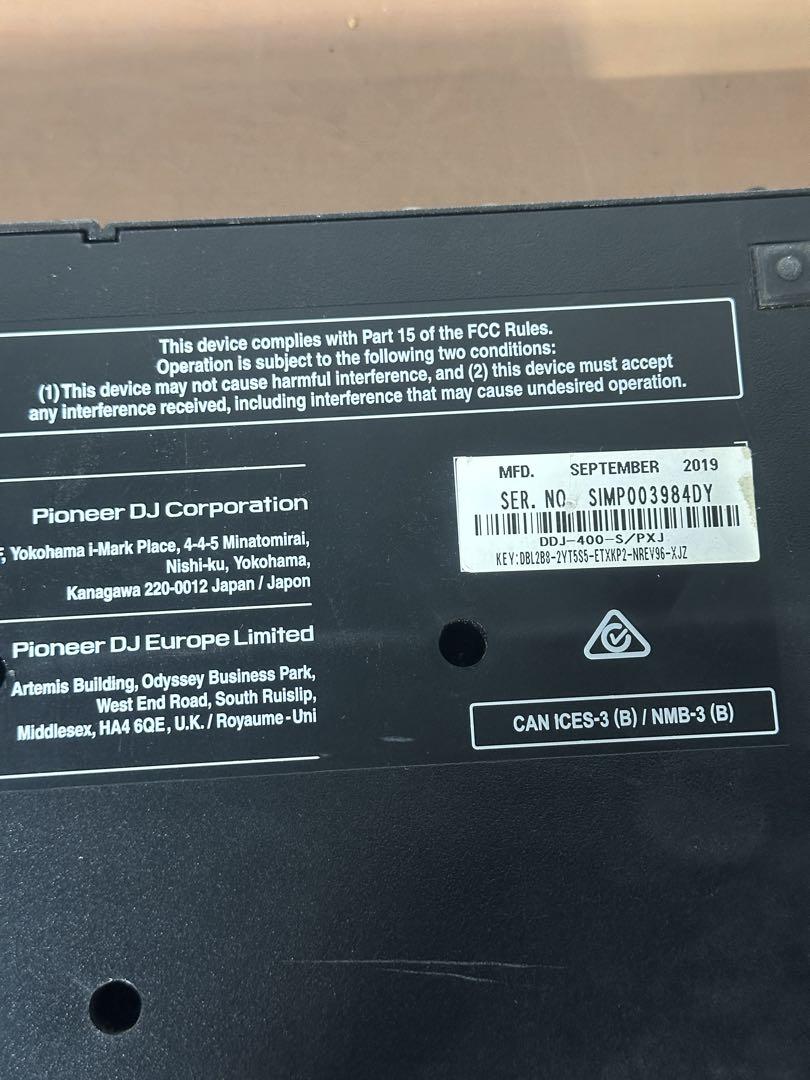 This device complies with Part 15 of the FCC Rules.
Operation is subject to the following two conditions:
(1) This device may not cause harmful interference, and (2) this device must accept
any interference received, including interference that may cause undesired operation.
Pioneer DJ Corporation
Yokohama i-Mark Place, 4-4-5 Minatomirai,
Nishi-ku, Yokohama,
Kanagawa 220-0012 Japan / Japon
Pioneer DJ Europe Limited
Artemis Building, Odyssey Business Park,
West End Road, South Ruislip,
Middlesex, HA4 6QE, U.K. / Royaume-Uni
MFD. SEPTEMBER 2019
SER. NO. SIMP003984DY
DDJ-400-S/PXJ
KEY:DBL2B8-2YT5S5-ETXKP2-NREV96-XJZ
CAN ICES-3 (B) / NMB-3 (B)